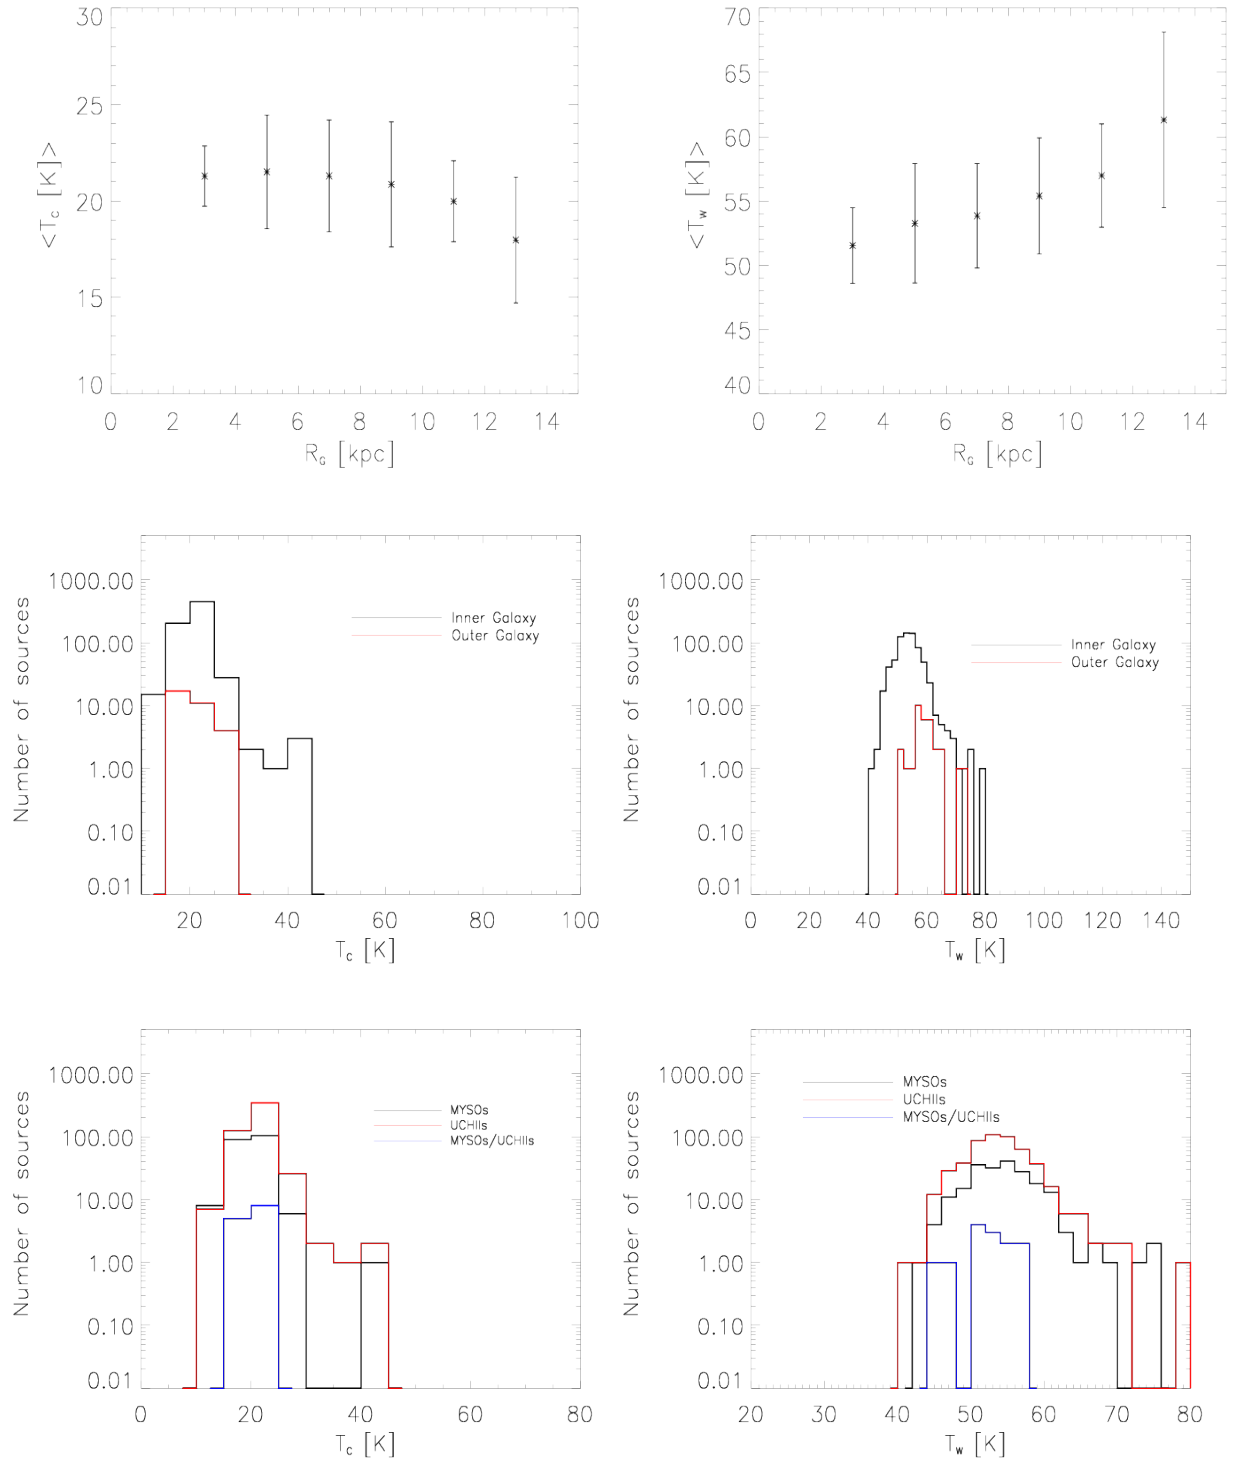 30
25
20
15
10
<T_c [K]>
0 2 4 6 8 10 12 14
R_G [kpc]
70
65
60
55
50
45
40
<T_w [K]>
0 2 4 6 8 10 12 14
R_G [kpc]
1000.00
100.00
10.00
1.00
0.10
0.01
Number of sources
Inner Galaxy
Outer Galaxy
20 40 60 80 100
T_c [K]
1000.00
100.00
10.00
1.00
0.10
0.01
Number of sources
Inner Galaxy
Outer Galaxy
0 20 40 60 80 100 120 140
T_w [K]
1000.00
100.00
10.00
1.00
0.10
0.01
Number of sources
MYSOs
UCHIIs
MYSOs/UCHIIs
0 20 40 60 80
T_c [K]
1000.00
100.00
10.00
1.00
0.10
0.01
Number of sources
MYSOs
UCHIIs
MYSOs/UCHIIs
20 30 40 50 60 70 80
T_w [K]